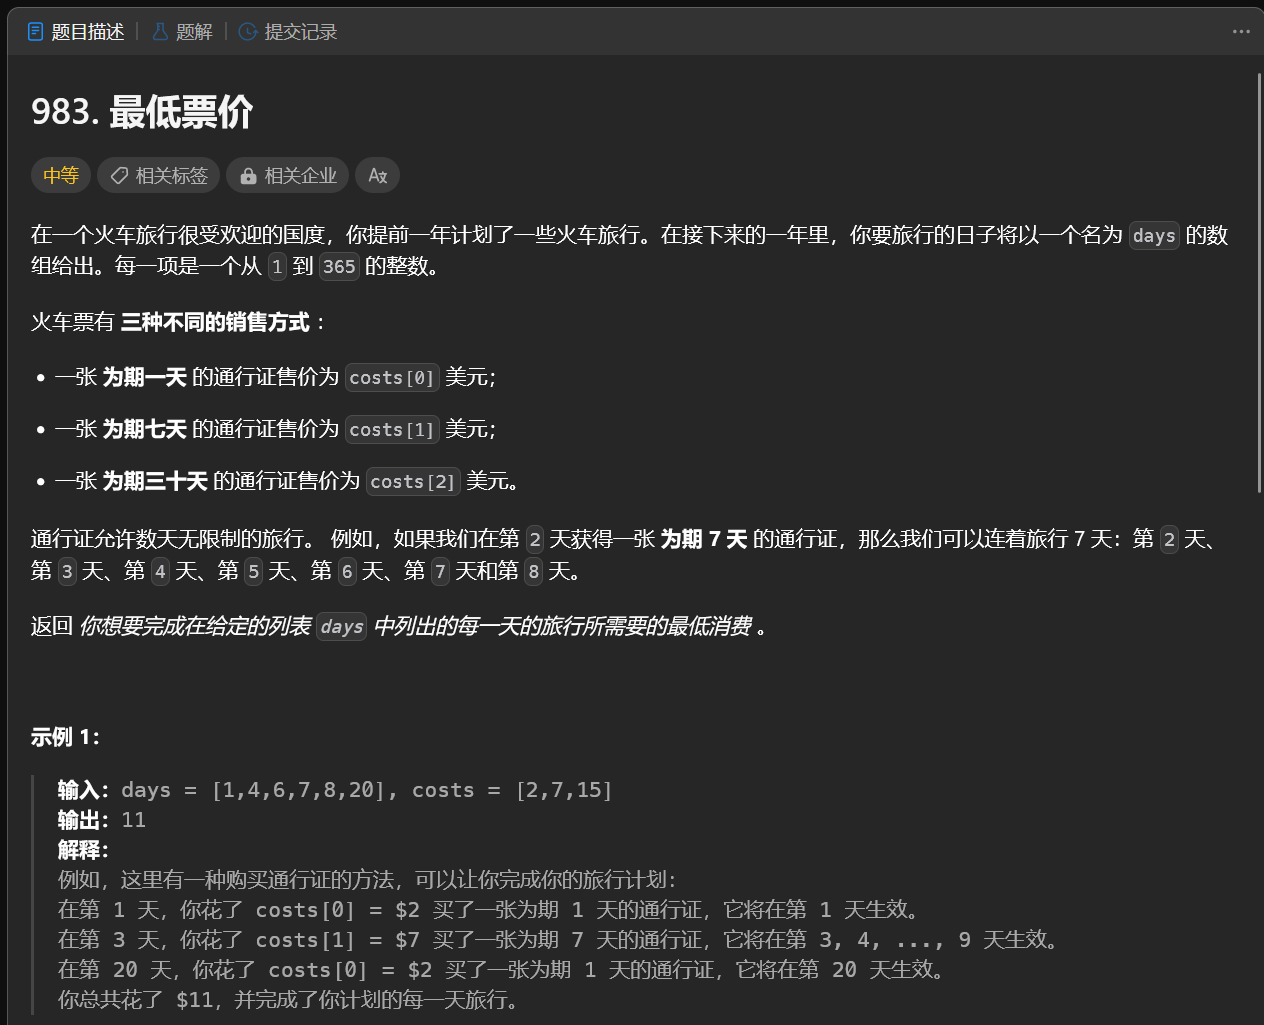 题目描述 题解 提交记录
983. 最低票价
中等 相关标签 相关企业
在一个火车旅行很受欢迎的国度，你提前一年计划了一些火车旅行。在接下来的一年里，你要旅行的日子将以一个名为 days 的数
组给出。每一项是一个从 1 到 365 的整数。
火车票有 三种不同的销售方式 ：
• 一张 为期一天 的通行证售价为 costs[0] 美元；
• 一张 为期七天 的通行证售价为 costs[1] 美元；
• 一张 为期三十天 的通行证售价为 costs[2] 美元。
通行证允许数天无限制的旅行。 例如，如果我们在第 2 天获得一张 为期 7 天 的通行证，那么我们可以连着旅行 7 天：第 2 天、
第 3 天、第 4 天、第 5 天、第 6 天、第 7 天和第 8 天。
返回 你想要完成在给定的列表 days 中列出的每一天的旅行所需要的最低消费 。
示例 1：
输入：days = [1,4,6,7,8,20], costs = [2,7,15]
输出：11
解释：
例如，这里有一种购买通行证的方法，可以让你完成你的旅行计划：
在第 1 天，你花了 costs[0] = $2 买了一张为期 1 天的通行证，它将在第 1 天生效。
在第 3 天，你花了 costs[1] = $7 买了一张为期 7 天的通行证，它将在第 3, 4, ..., 9 天生效。
在第 20 天，你花了 costs[0] = $2 买了一张为期 1 天的通行证，它将在第 20 天生效。
你总共花了 $11，并完成了你计划的每一天旅行。